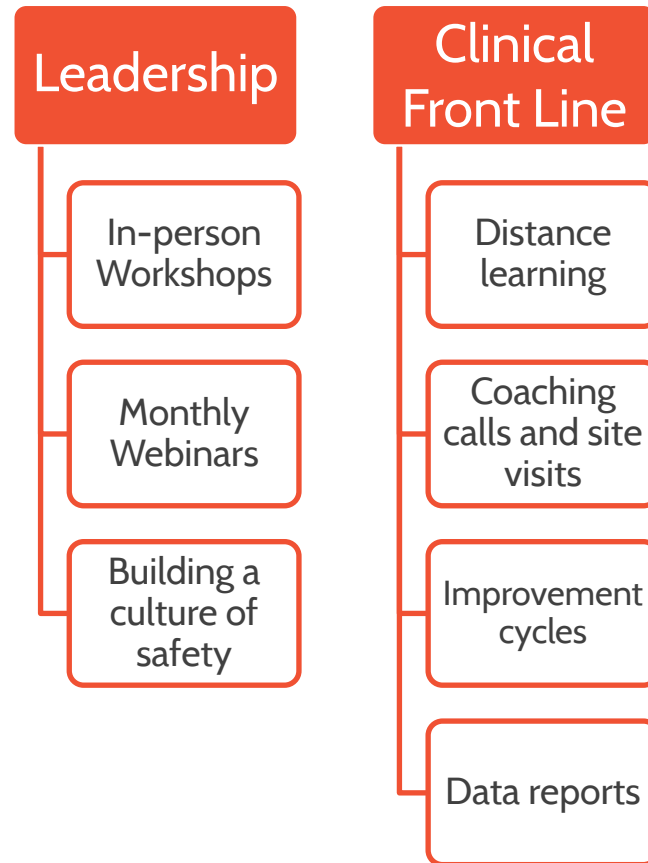 Leadership
In-person
Workshops
Monthly
Webinars
Building a
culture of
safety
Clinical
Front Line
Distance
learning
Coaching
calls and site
visits
Improvement
cycles
Data reports